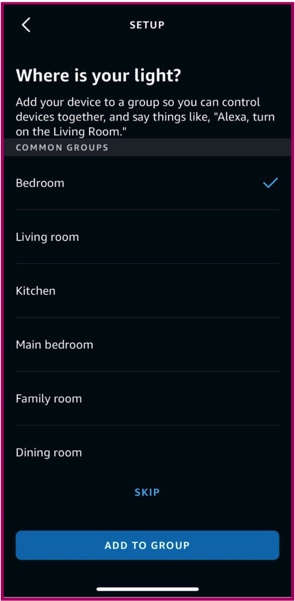 SETUP
Where is your light?
Add your device to a group so you can control
devices together, and say things like, "Alexa, turn
on the Living Room."
COMMON GROUPS
Bedroom
Living room
Kitchen
Main bedroom
Family room
Dining room
SKIP
ADD TO GROUP